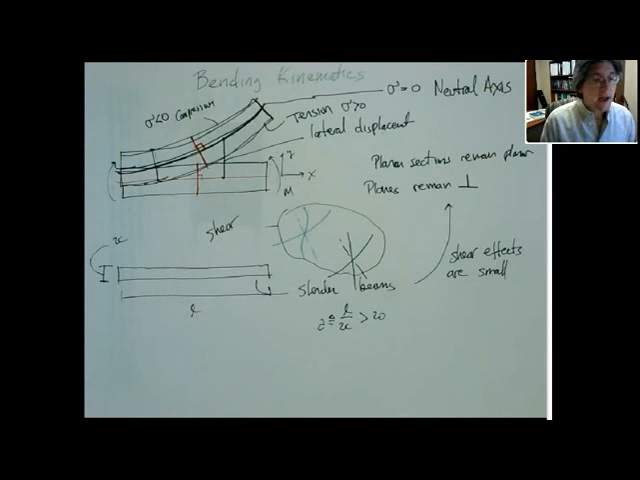 Bending Kinematics
σ=0 Neutral Axis
σ<0 Compression
Tension σ>0
lateral displacement
z
x
M
Planar sections remain planar
Planes remain ⊥
shear
shear effects
are small
2c
slender beams
l
l/2c > 20